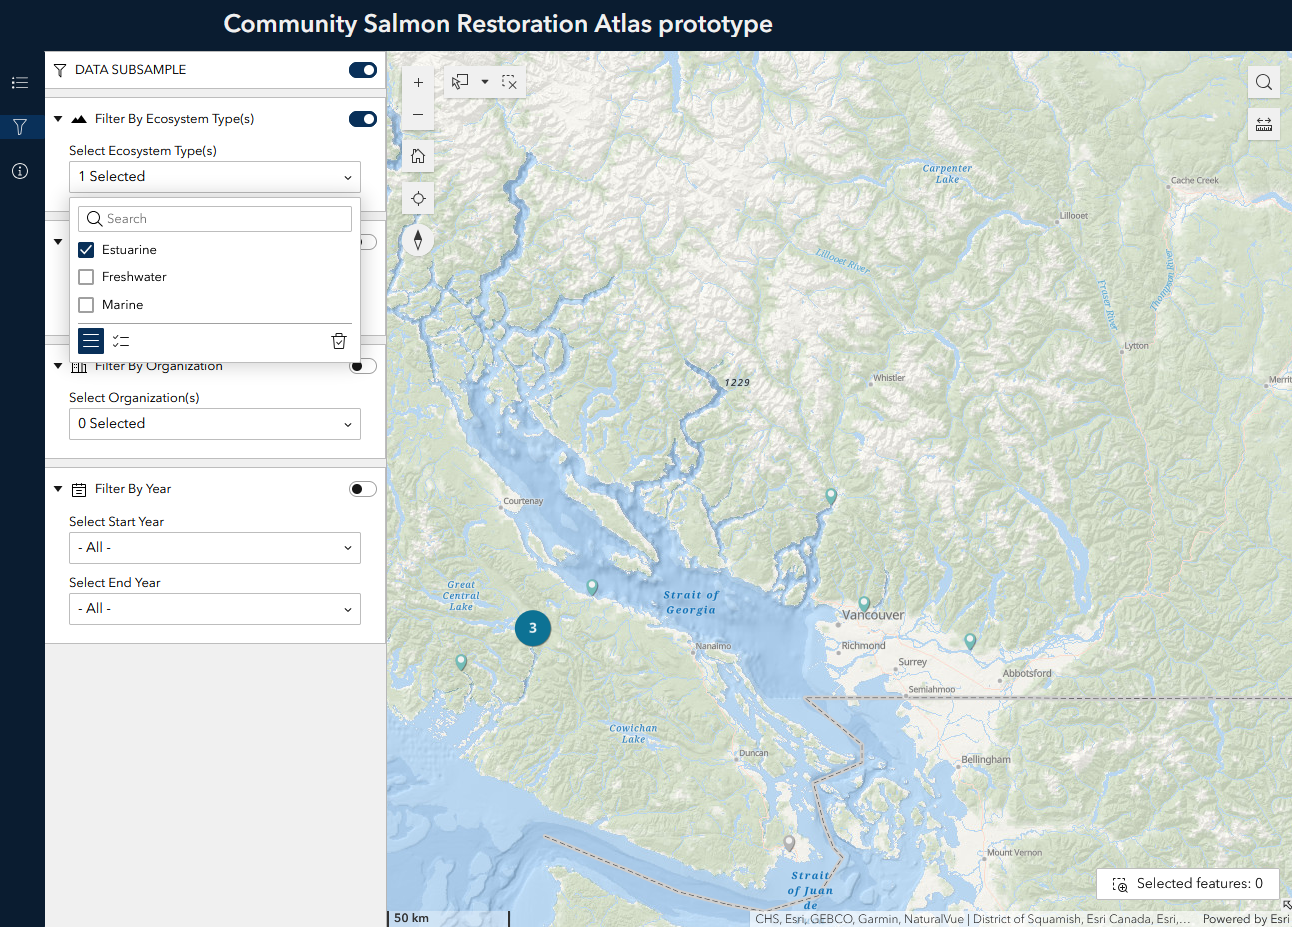 Community Salmon Restoration Atlas prototype
DATA SUBSAMPLE
Filter By Ecosystem Type(s)
Select Ecosystem Type(s)
1 Selected
Search
Estuarine
Freshwater
Marine
Filter By Organization
Select Organization(s)
0 Selected
Filter By Year
Select Start Year
- All -
Select End Year
- All -
Carpenter
Lake
Cache Creek
Lillooet
Lillooet River
Thompson River
Fraser River
Lytton
1229
Whistler
Merrit
Courtenay
Great
Central
Lake
Strait of
Georgia
Vancouver
3
Nanaimo
Richmond
Surrey
Abbotsford
Semiahmoo
Cowichan
Lake
Duncan
Bellingham
Mount Vernon
Strait
of Juan
de
Selected features: 0
50 km
CHS, Esri, GEBCO, Garmin, NaturalVue | District of Squamish, Esri Canada, Esri,...
Powered by Esri